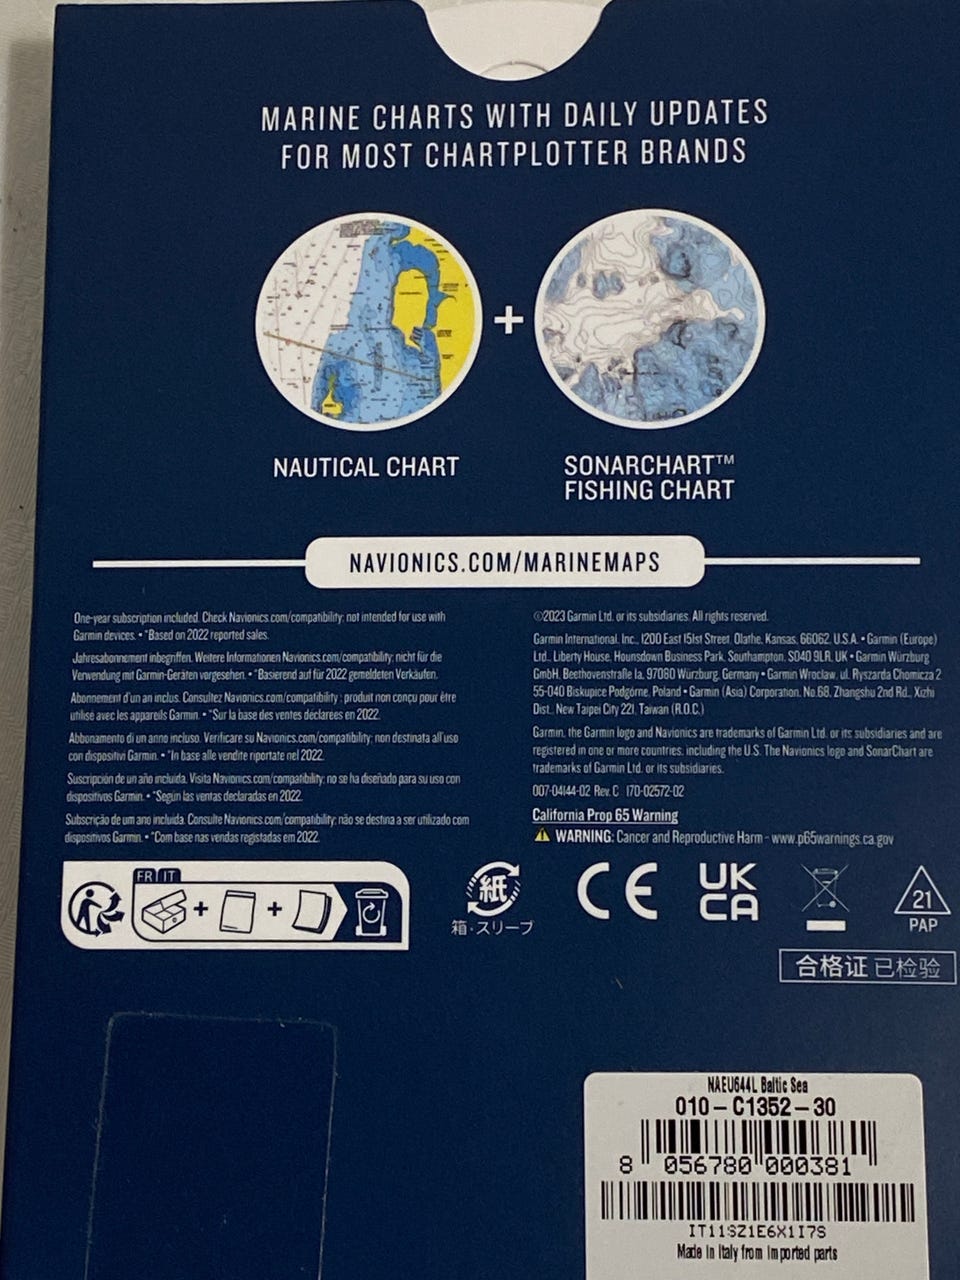 MARINE CHARTS WITH DAILY UPDATES
FOR MOST CHARTPLOTTER BRANDS
+
NAUTICAL CHART
SONARCHART™
FISHING CHART
NAVIONICS.COM/MARINEMAPS
One-year subscription included. Check Navionics.com/compatibility; not intended for use with
Garmin devices. • *Based on 2022 reported sales.
Jahresabonnement inbegriffen. Weitere Informationen Navionics.com/compatibility; nicht für die
Verwendung mit Garmin-Geräten vorgesehen. • *Basierend auf für 2022 gemeldeten Verkäufen.
Abonnement d'un an inclus. Consultez Navionics.com/compatibility ; produit non conçu pour être
utilisé avec les appareils Garmin. • *Sur la base des ventes déclarées en 2022.
Abbonamento di un anno incluso. Verificare su Navionics.com/compatibility; non destinata all'uso
con dispositivi Garmin. • *In base alle vendite riportate nel 2022.
Suscripción de un año incluida. Visita Navionics.com/compatibility; no se ha diseñado para su uso con
dispositivos Garmin. • *Según las ventas declaradas en 2022.
Subscrição de um ano incluída. Consulte Navionics.com/compatibility; não se destina a ser utilizado com
dispositivos Garmin. • *Com base nas vendas registadas em 2022.
©2023 Garmin Ltd. or its subsidiaries. All rights reserved.
Garmin International, Inc., 1200 East 151st Street, Olathe, Kansas, 66062, U.S.A. • Garmin (Europe)
Ltd., Liberty House, Hounsdown Business Park, Southampton, SO40 9LR, UK • Garmin Würzburg
GmbH, Beethovenstraße 1a, 97080 Würzburg, Germany • Garmin Wroclaw, ul. Ryszarda Chomicza 2
55-040 Biskupice Podgórne, Poland • Garmin (Asia) Corporation, No.68, Zhangshu 2nd Rd., Xizhi
Dist., New Taipei City 221, Taiwan (R.O.C.)
Garmin, the Garmin logo and Navionics are trademarks of Garmin Ltd. or its subsidiaries and are
registered in one or more countries, including the U.S. The Navionics logo and SonarChart are
trademarks of Garmin Ltd. or its subsidiaries.
007-04144-02 Rev. C 170-02572-02
California Prop 65 Warning
WARNING: Cancer and Reproductive Harm - www.p65warnings.ca.gov
FR IT
+ +
紙
箱・スリーブ
CE
UK
CA
21
PAP
合格证 已检验
NAEU644L Baltic Sea
010-C1352-30
8 056780 000381
IT11SZ1E6X1I7S
Made in Italy from imported parts